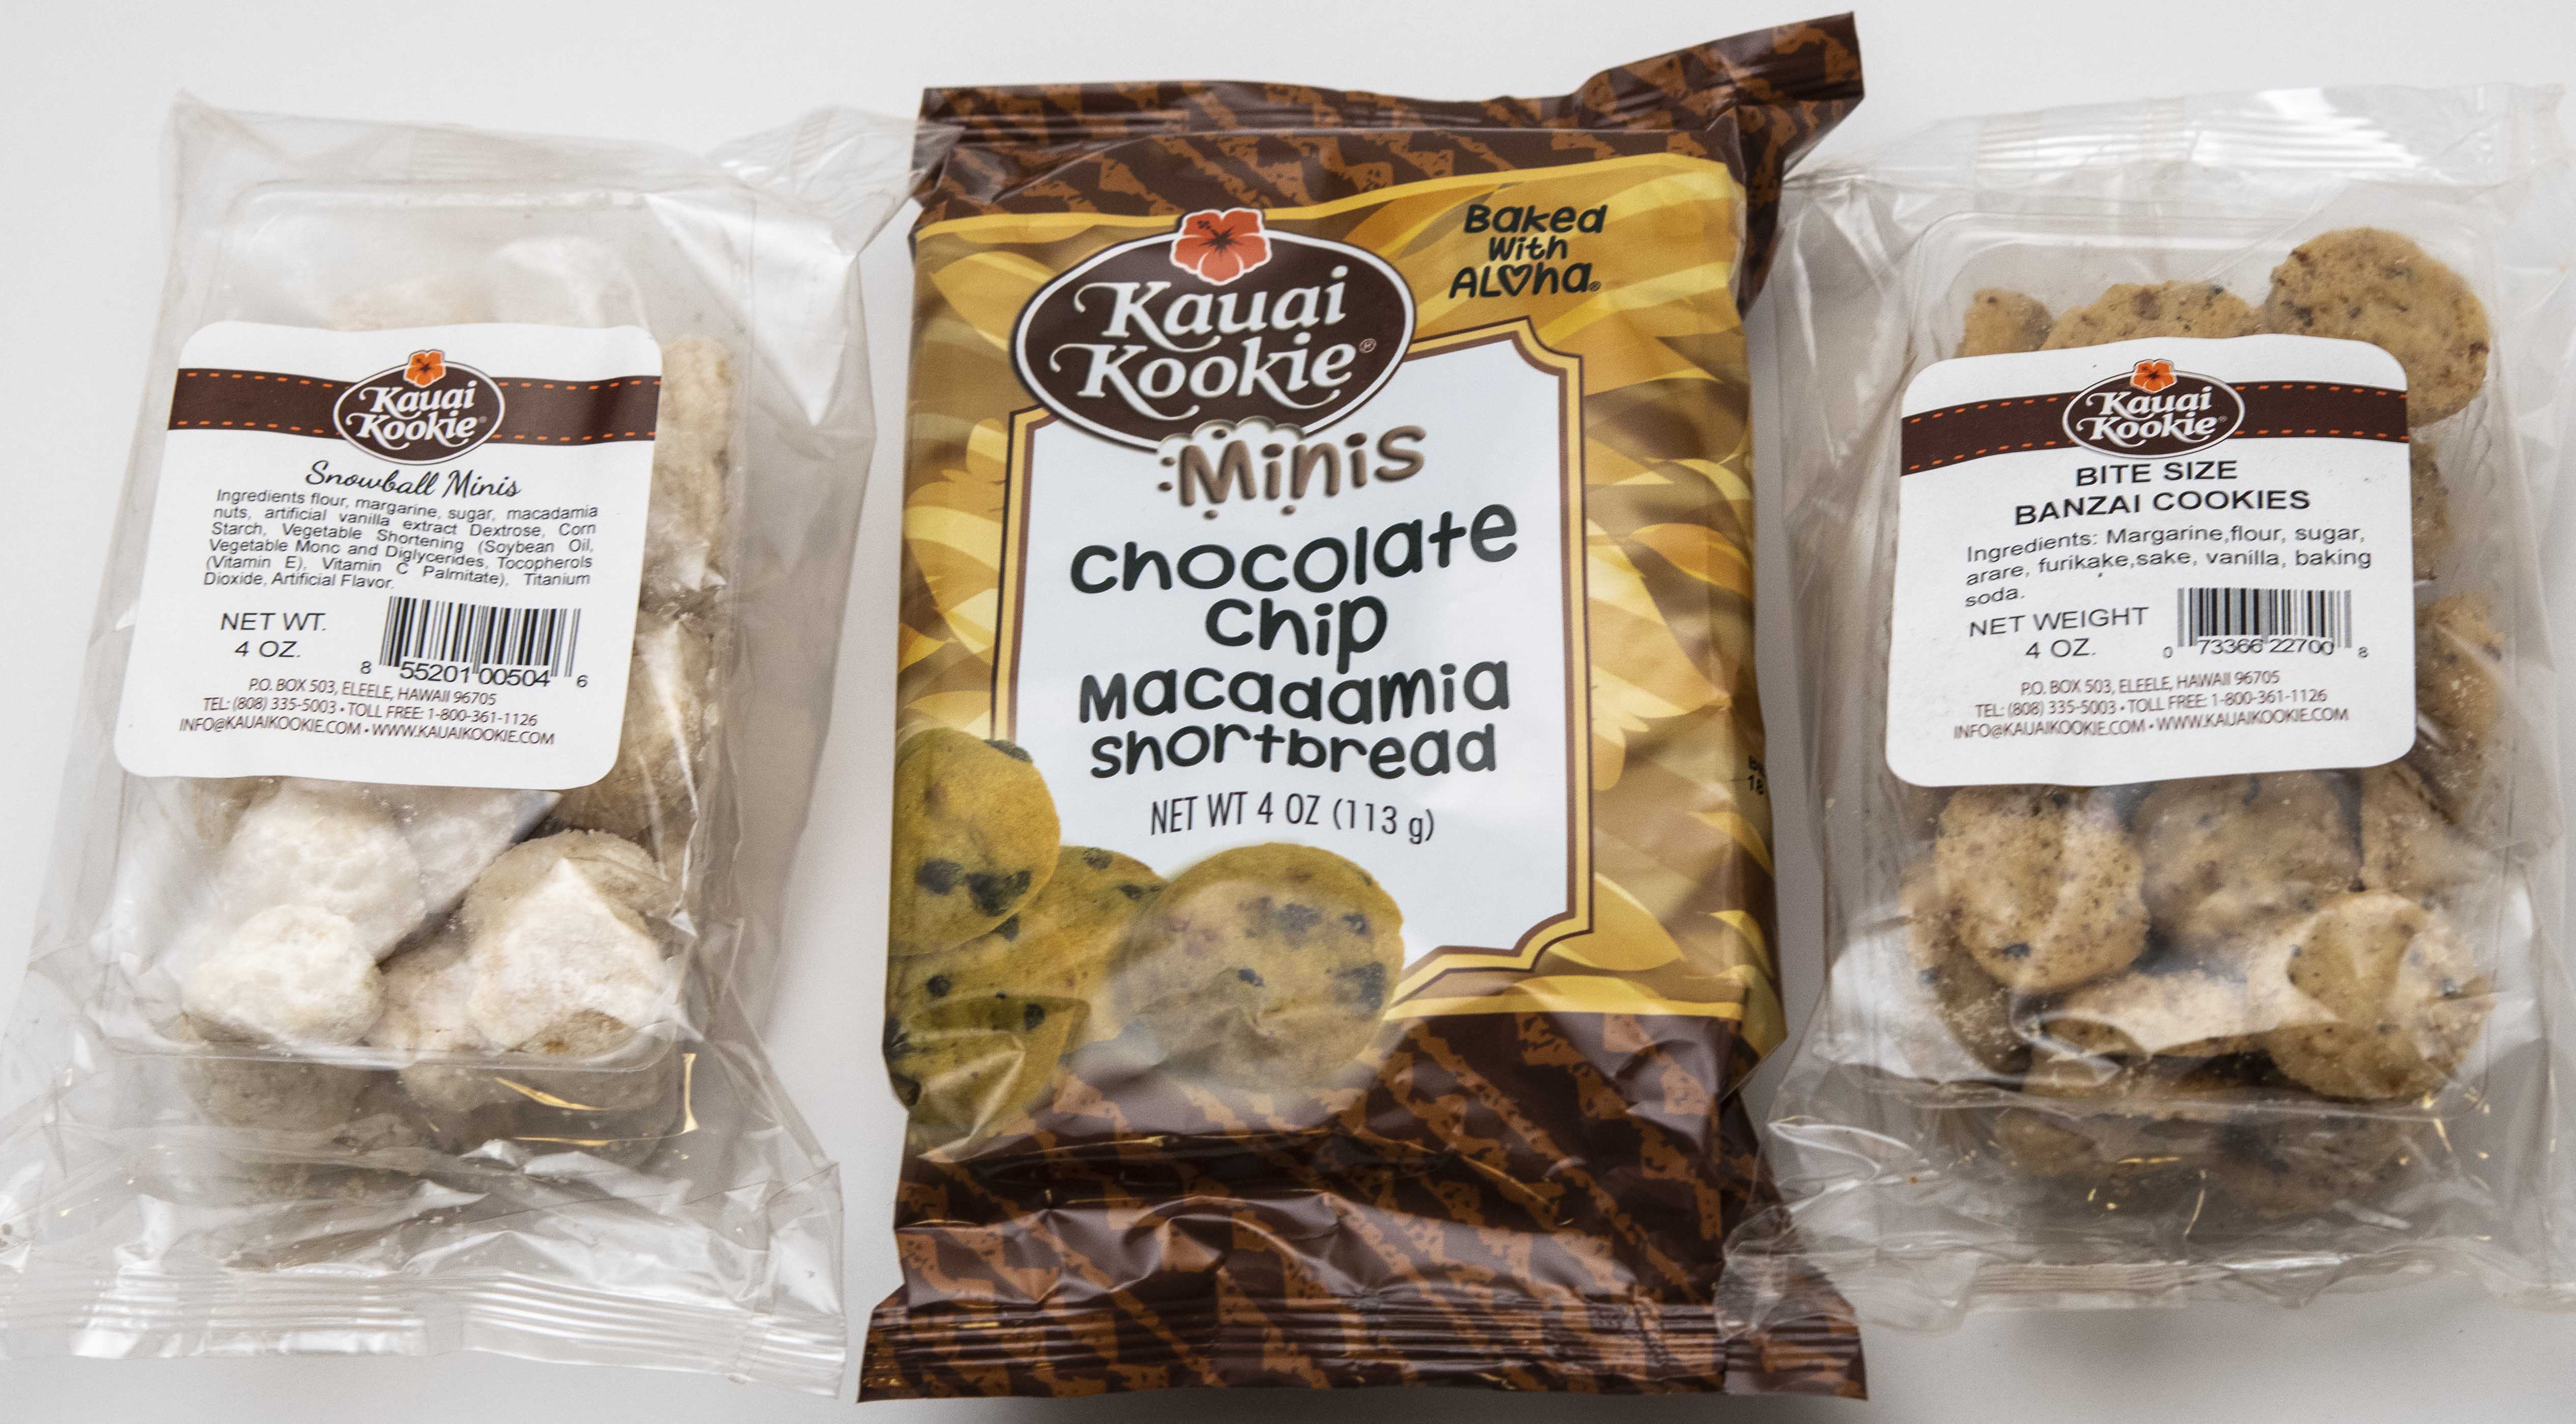 Kauai
Kookie®
Snowball Minis
Ingredients flour, margarine, sugar, macadamia
nuts, artificial vanilla extract Dextrose, Corn
Starch, Vegetable Shortening (Soybean Oil,
Vegetable Mono and Diglycerides, Tocopherols
(Vitamin E), Vitamin C Palmitate), Titanium
Dioxide, Artificial Flavor.
NET WT.
4 OZ.
8 55201 00504 6
P.O. BOX 503, ELEELE, HAWAII 96705
TEL: (808) 335-5003 • TOLL FREE: 1-800-361-1126
INFO@KAUAIKOOKIE.COM • WWW.KAUAIKOOKIE.COM
Baked
With
ALOha®
Kauai
Kookie®
Minis
Chocolate
Chip
Macadamia
Shortbread
NET WT 4 OZ (113 g)
Kauai
Kookie®
BITE SIZE
BANZAI COOKIES
Ingredients: Margarine,flour, sugar,
arare, furikake,sake, vanilla, baking
soda.
NET WEIGHT
4 OZ.
0 73366 22700 8
P.O. BOX 503, ELEELE, HAWAII 96705
TEL: (808) 335-5003 • TOLL FREE: 1-800-361-1126
INFO@KAUAIKOOKIE.COM • WWW.KAUAIKOOKIE.COM